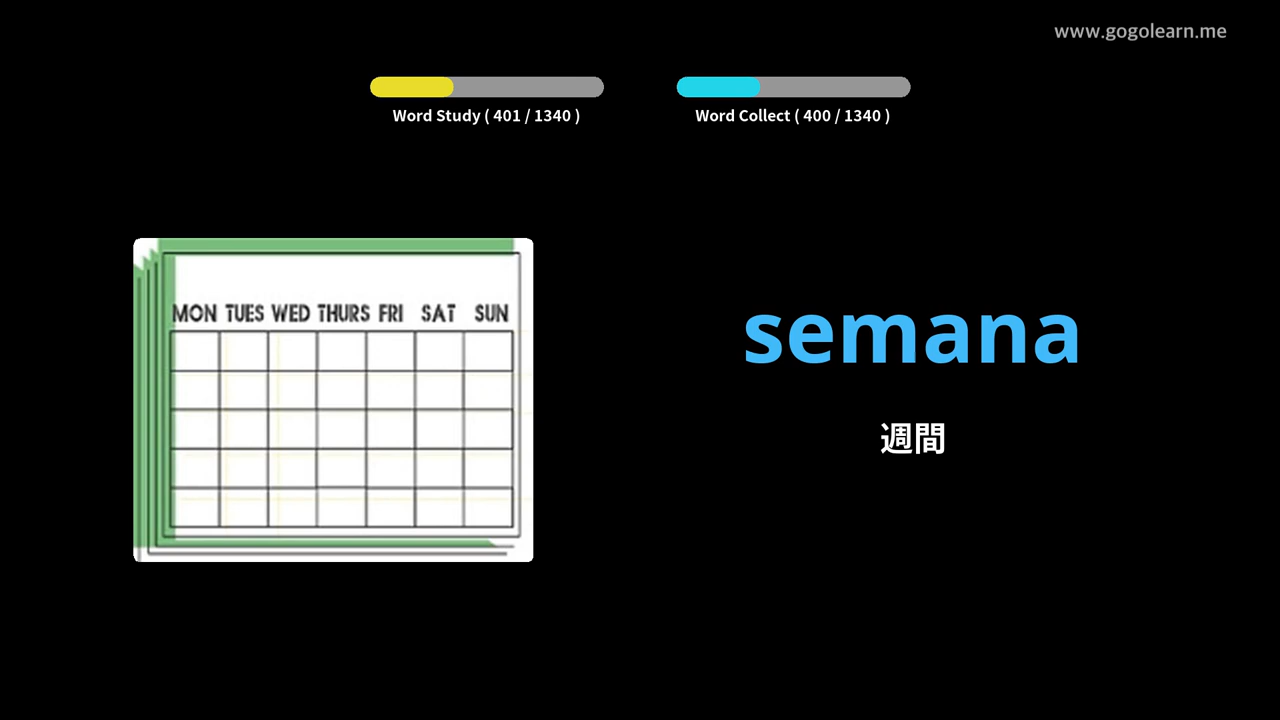 www.gogolearn.me
Word Study ( 401 / 1340 )
Word Collect ( 400 / 1340 )
MON TUES WED THURS FRI SAT SUN
semana
週間